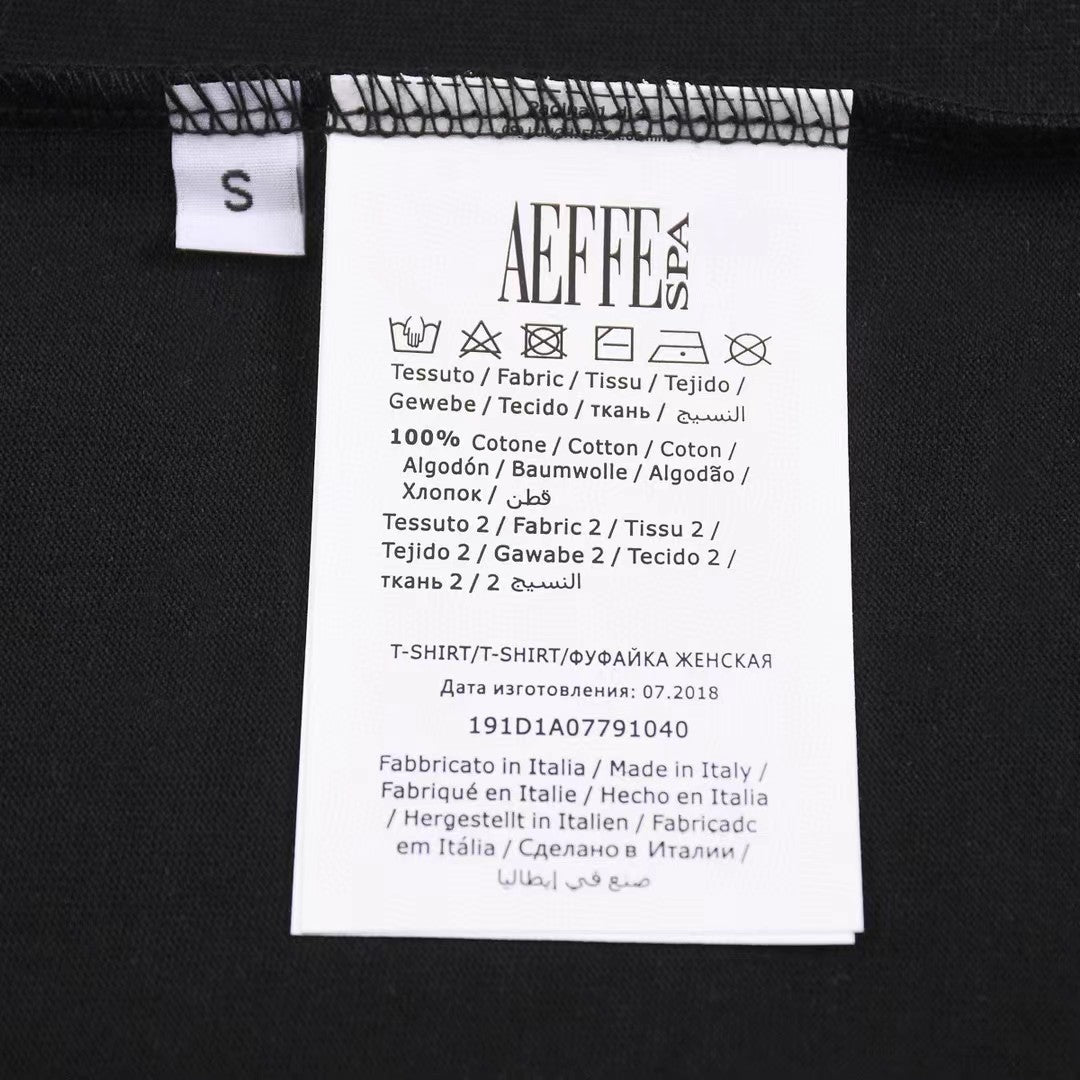 S
AEFFE SPA
Tessuto / Fabric / Tissu / Tejido /
Gewebe / Tecido / ткань / النسيج
100% Cotone / Cotton / Coton /
Algodón / Baumwolle / Algodão /
Хлопок / قطن
Tessuto 2 / Fabric 2 / Tissu 2 /
Tejido 2 / Gawabe 2 / Tecido 2 /
ткань 2 / 2 النسيج
T-SHIRT/T-SHIRT/ФУФАЙКА ЖЕНСКАЯ
Дата изготовления: 07.2018
191D1A07791040
Fabbricato in Italia / Made in Italy /
Fabriqué en Italie / Hecho en Italia
/ Hergestellt in Italien / Fabricadc
em Itália / Сделано в Италии /
صنع في إيطاليا